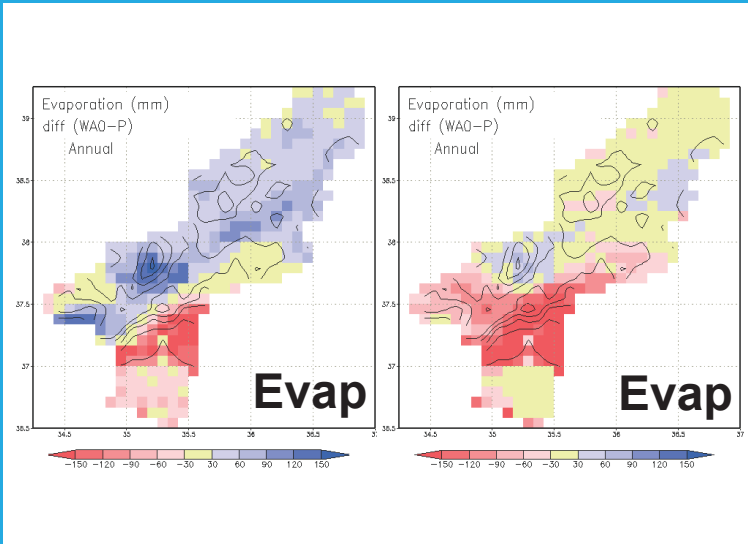 Evaporation (mm)
diff (WAO-P)
Annual
39
38.5
38
37.5
37
36.5
34.5 35 35.5 36 36.5
Evap
-150 -120 -90 -60 -30 30 60 90 120 150
Evaporation (mm)
diff (WAO-P)
Annual
39
38.5
38
37.5
37
36.5
34.5 35 35.5 36 36.5 37
Evap
-150 -120 -90 -60 -30 30 60 90 120 150